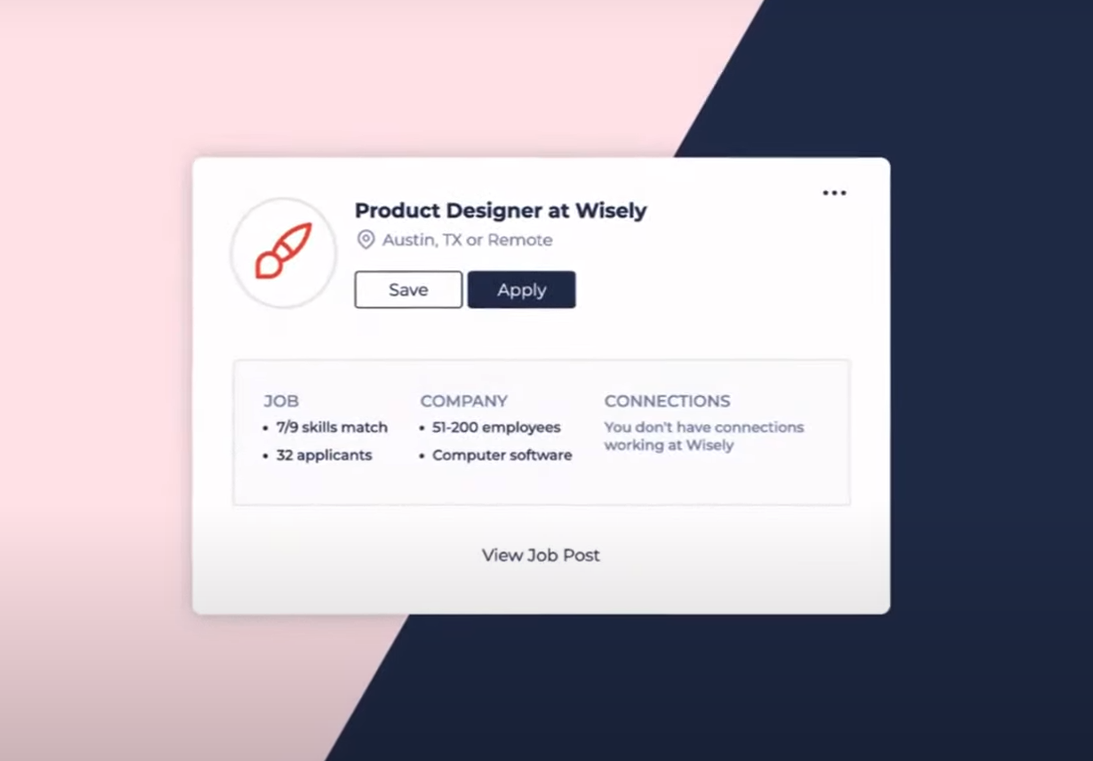 Product Designer at Wisely
Austin, TX or Remote
Save
Apply
JOB
• 7/9 skills match
• 32 applicants
COMPANY
• 51-200 employees
• Computer software
CONNECTIONS
You don't have connections
working at Wisely
View Job Post